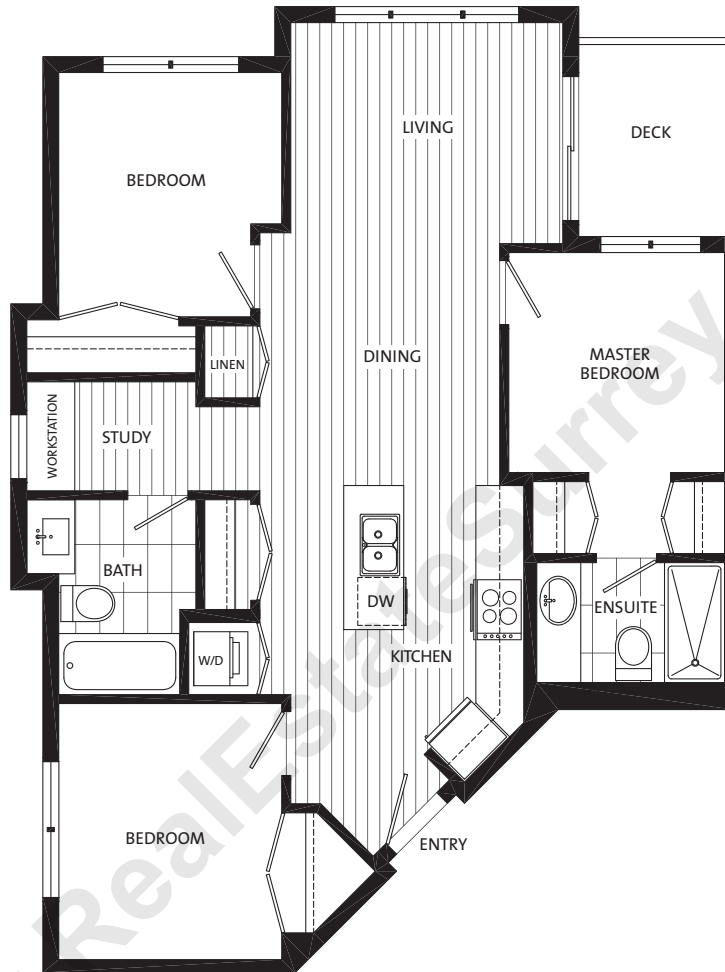 LIVING
DECK
BEDROOM
DINING
LINEN
MASTER
BEDROOM
WORKSTATION
STUDY
BATH
DW
ENSUITE
W/D
KITCHEN
BEDROOM
ENTRY
RealEstateSurrey